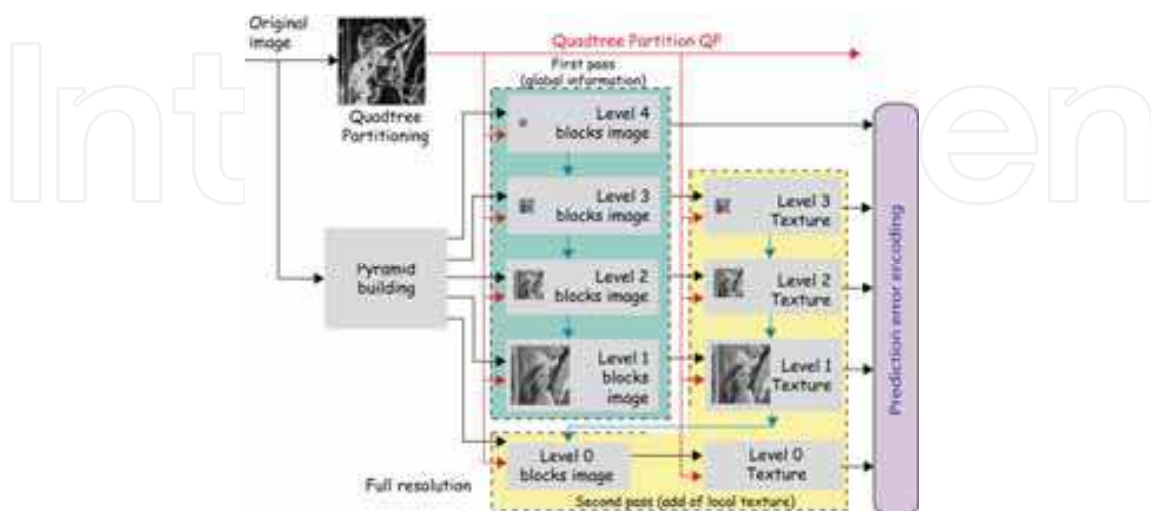 Original
image
Quadtree Partition QP
First pass
(global information)
Quadtree
Partitioning
Level 4
blocks image
Level 3
blocks image
Level 3
Texture
Pyramid
building
Level 2
blocks image
Level 2
Texture
Level 1
blocks
image
Level 1
Texture
Prediction error encoding
Level 0
blocks image
Level 0
Texture
Full resolution
Second pass (add of local texture)
Int
en